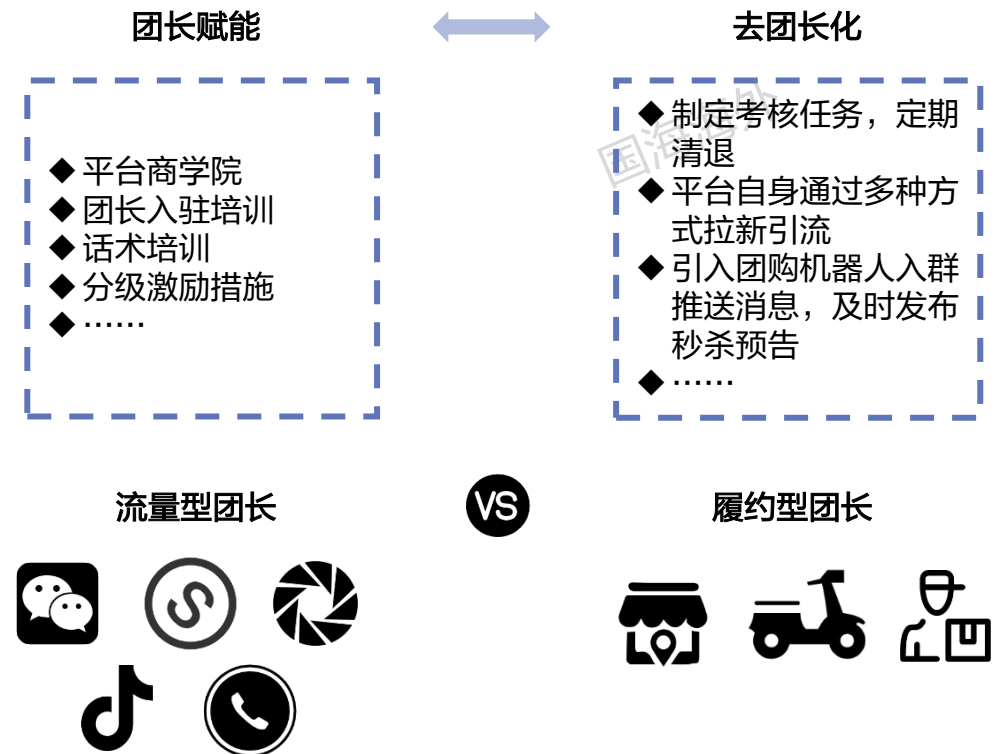 团长赋能
去团长化
◆ 平台商学院
◆ 团长入驻培训
◆ 话术培训
◆ 分级激励措施
◆ ······
◆ 制定考核任务，定期
清退
◆ 平台自身通过多种方
式拉新引流
◆ 引入团购机器人入群
推送消息，及时发布
秒杀预告
◆ ······
国海海外
流量型团长
VS
履约型团长